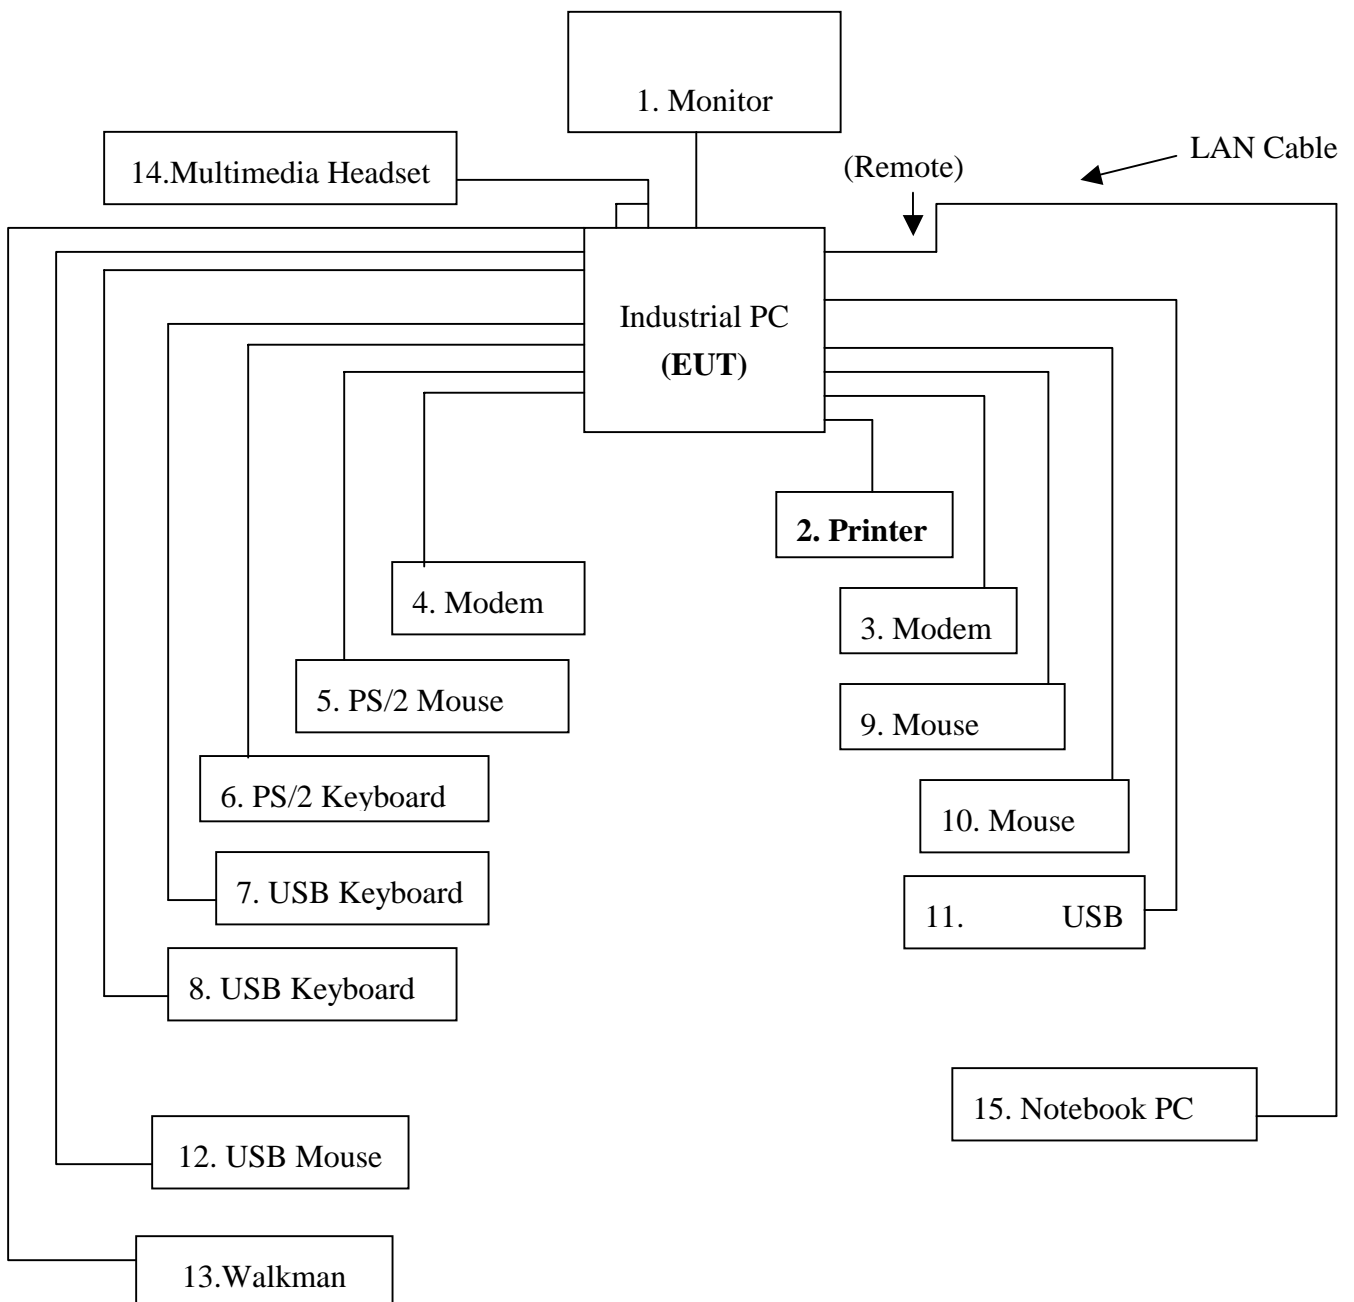 1. Monitor
14.Multimedia Headset
(Remote)
LAN Cable
Industrial PC
(EUT)
2. Printer
4. Modem
3. Modem
5. PS/2 Mouse
9. Mouse
6. PS/2 Keyboard
10. Mouse
7. USB Keyboard
11. USB
8. USB Keyboard
15. Notebook PC
12. USB Mouse
13.Walkman